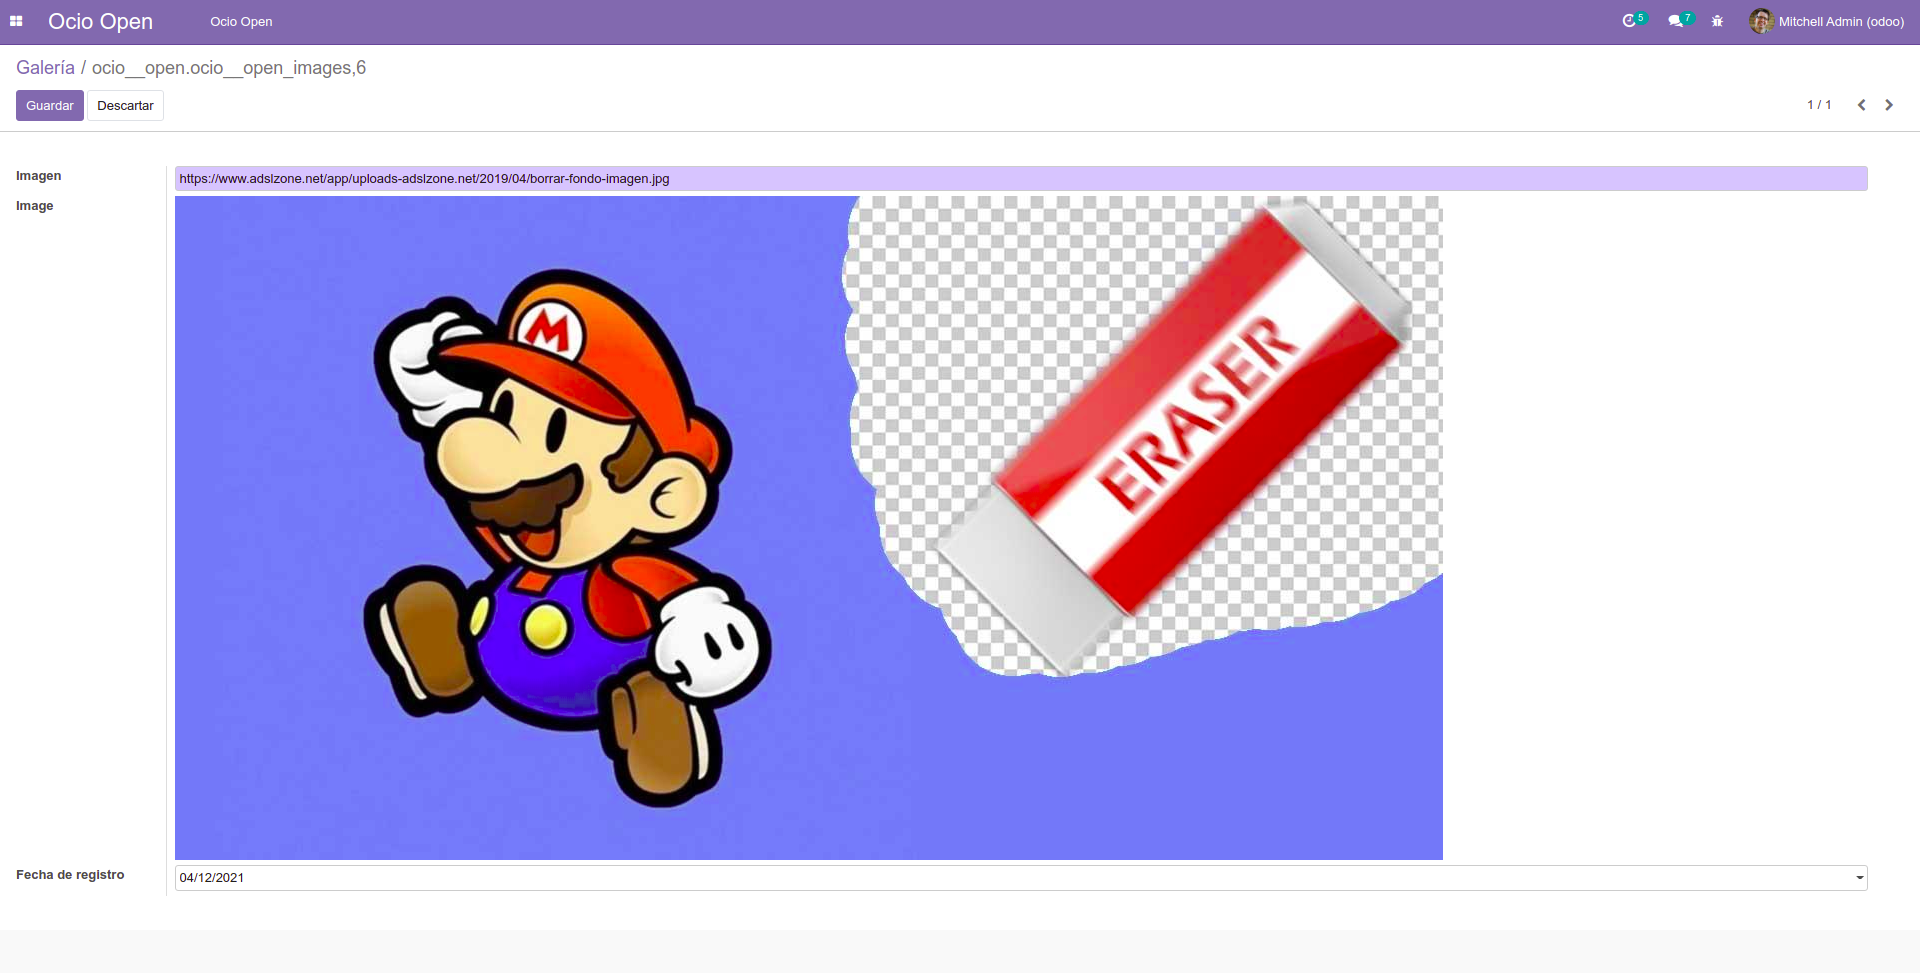 Ocio Open
Ocio Open
5
7
Mitchell Admin (odoo)
Galería / ocio__open.ocio__open_images,6
Guardar
Descartar
1 / 1
Imagen
https://www.adslzone.net/app/uploads-adslzone.net/2019/04/borrar-fondo-imagen.jpg
Image
M
ERASER
Fecha de registro
04/12/2021